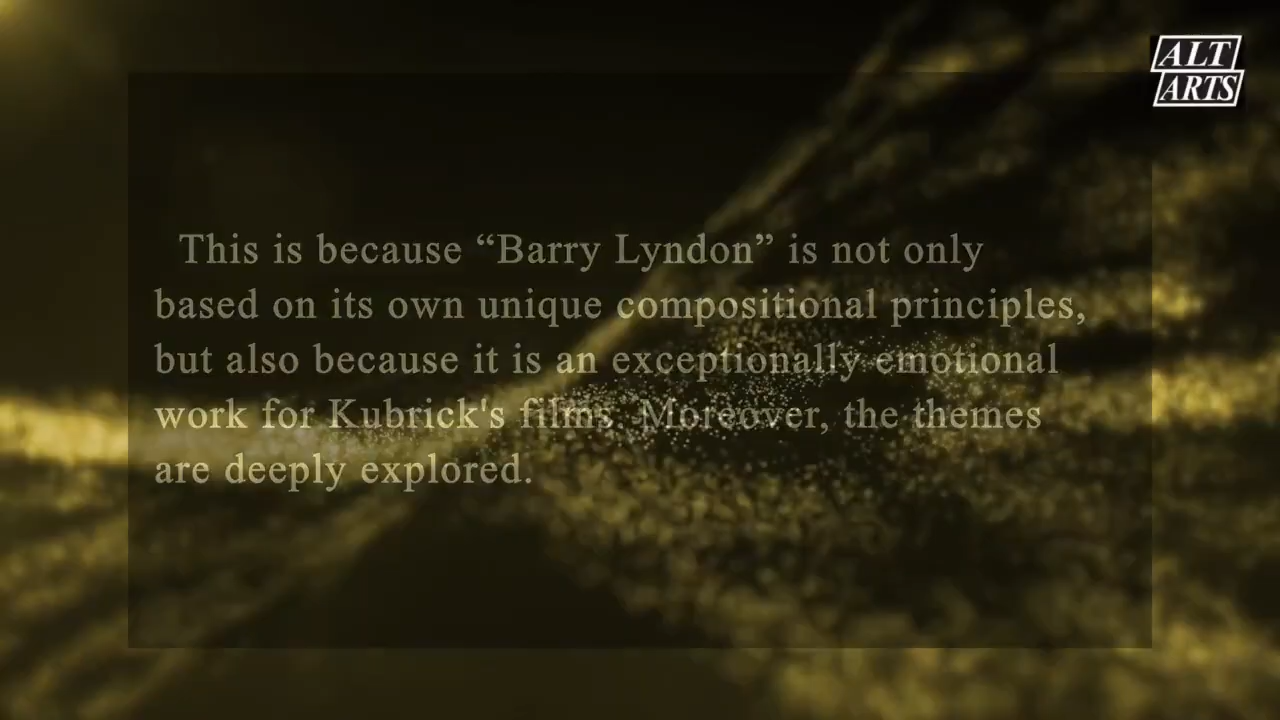 ALT
ARTS
This is because “Barry Lyndon” is not only
based on its own unique compositional principles,
but also because it is an exceptionally emotional
work for Kubrick's films. Moreover, the themes
are deeply explored.